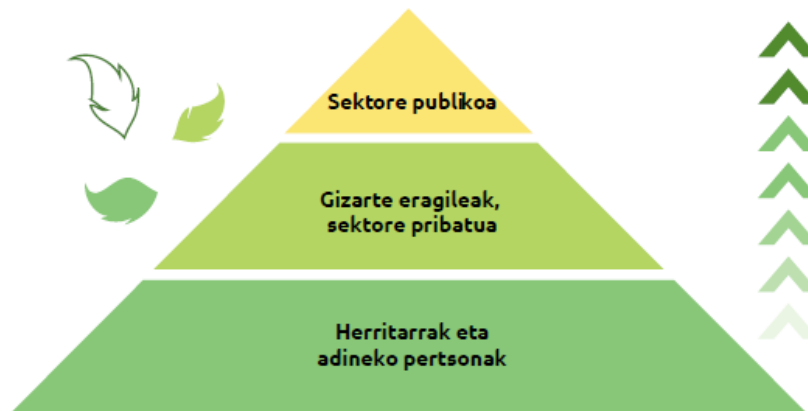 Sektore publikoa
Gizarte eragileak,
sektore pribatua
Herritarrak eta
adineko pertsonak